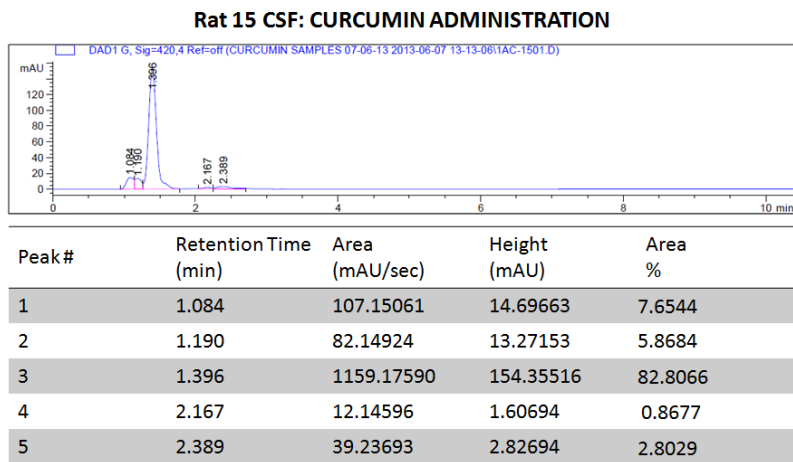 Rat 15 CSF: CURCUMIN ADMINISTRATION
DAD1 G, Sig=420,4 Ref=off (CURCUMIN SAMPLES 07-06-13 2013-06-07 13-13-06\1AC-1501.D)
mAU
120
100
80
60
40
20
0
1.084
1.190
1.396
2.167
2.389
0 2 4 6 8 10 min
Peak # Retention Time (min) Area (mAU/sec) Height (mAU) Area %
1 1.084 107.15061 14.69663 7.6544
2 1.190 82.14924 13.27153 5.8684
3 1.396 1159.17590 154.35516 82.8066
4 2.167 12.14596 1.60694 0.8677
5 2.389 39.23693 2.82694 2.8029